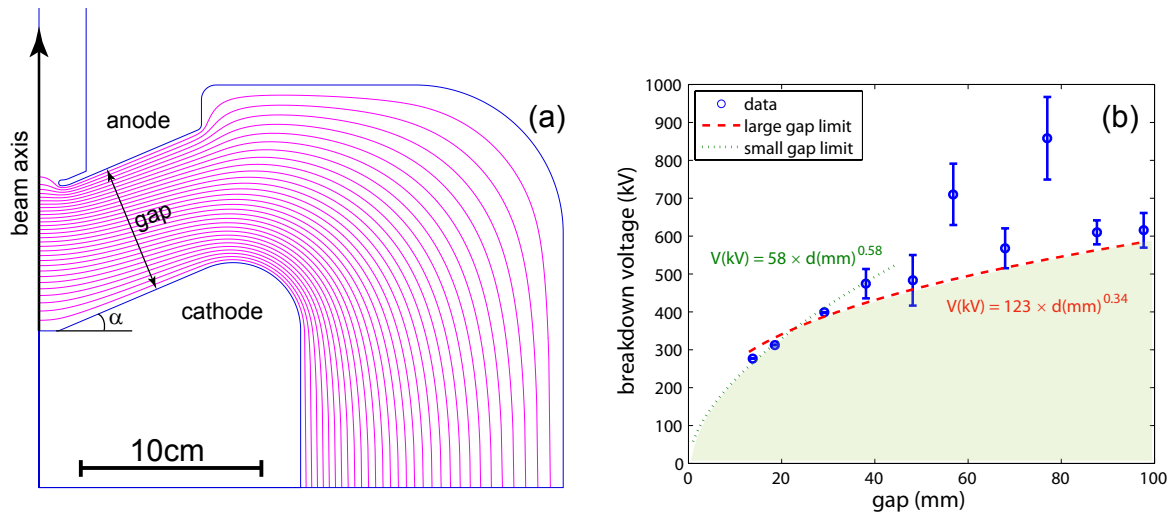 (a)
anode
beam axis
gap
cathode
α
10cm
(b)
data
large gap limit
small gap limit
V(kV) = 58 × d(mm)^0.58
V(kV) = 123 × d(mm)^0.34
breakdown voltage (kV)
1000
900
800
700
600
500
400
300
200
100
0
0 20 40 60 80 100
gap (mm)